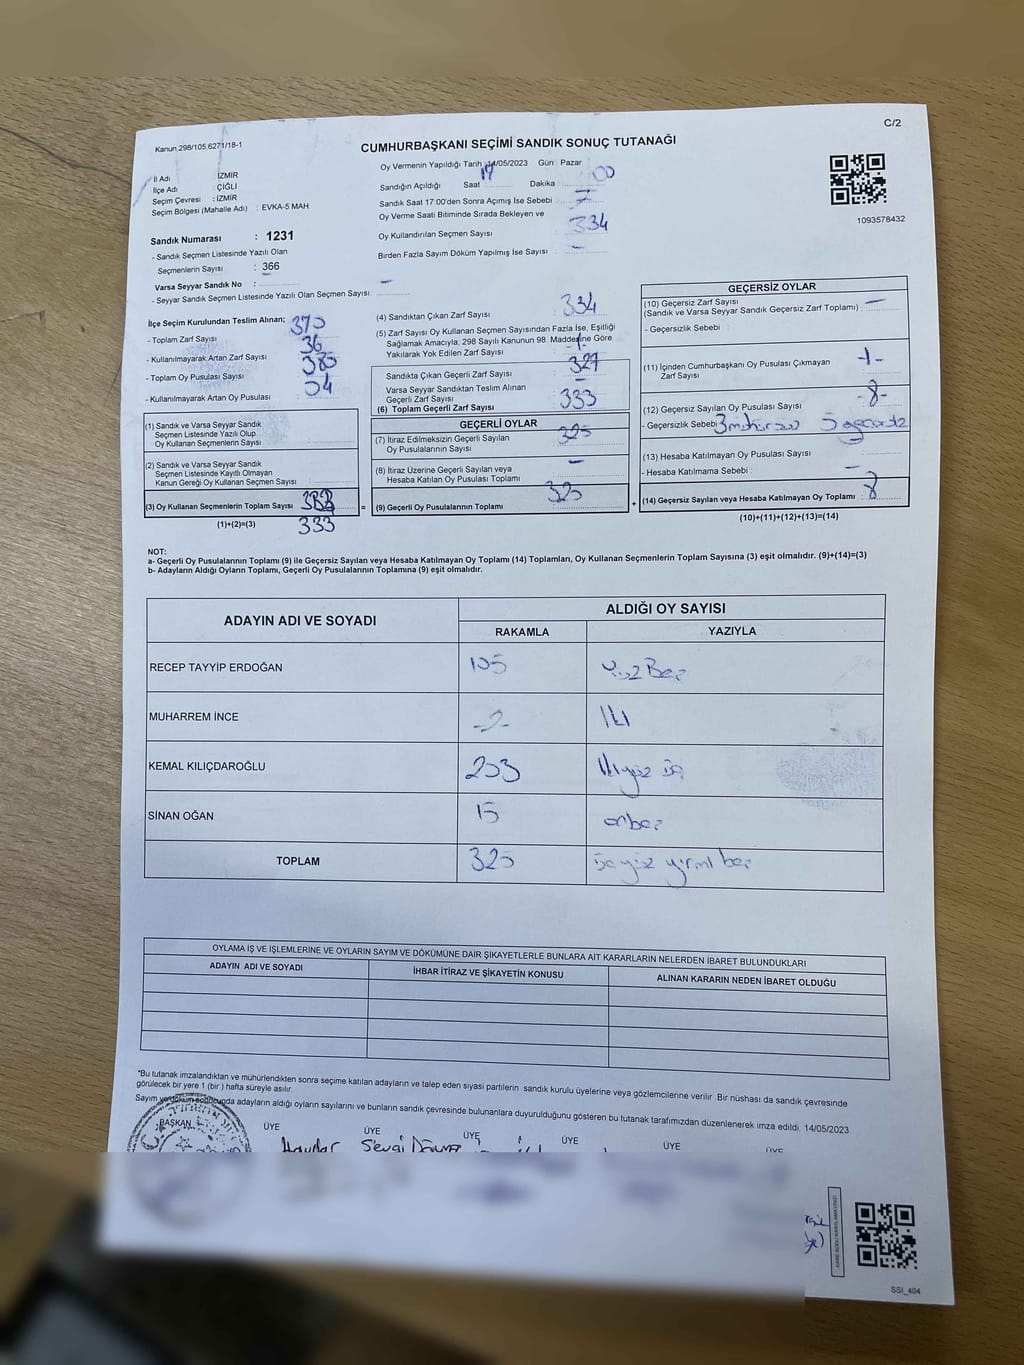 C/2
Kanun 298/105.6271/18-1
CUMHURBAŞKANI SEÇİMİ SANDIK SONUÇ TUTANAĞI
1093578432
İl Adı İZMİR
İlçe Adı : ÇİĞLİ
Seçim Çevresi : İZMİR
Seçim Bölgesi (Mahalle Adı) : EVKA-5 MAH.
Sandık Numarası : 1231
- Sandık Seçmen Listesinde Yazılı Olan
Seçmenlerin Sayısı : 366
Varsa Seyyar Sandık No : -
- Seyyar Sandık Seçmen Listesinde Yazılı Olan Seçmen Sayısı:
Oy Vermenin Yapıldığı Tarih 14/05/2023 Gün: Pazar
Sandığın Açıldığı Saat 17 Dakika : 00
Sandık Saat 17.00'den Sonra Açımış İse Sebebi : -
Oy Verme Saati Bitiminde Sırada Bekleyen ve
Oy Kullandırılan Seçmen Sayısı : 334
Birden Fazla Sayım Döküm Yapılmış İse Sayısı : -
İlçe Seçim Kurulundan Teslim Alınan;
- Toplam Zarf Sayısı : 370
- Kullanılmayarak Artan Zarf Sayısı : 36
- Toplam Oy Pusulası Sayısı
- Kullanılmayarak Artan Oy Pusulası
(1) Sandık ve Varsa Seyyar Sandık
Seçmen Listesinde Yazılı Olup
Oy Kullanan Seçmenlerin Sayısı :
(2) Sandık ve Varsa Seyyar Sandık
Seçmen Listesinde Kayıtlı Olmayan
Kanun Gereği Oy Kullanan Seçmen Sayısı :
(3) Oy Kullanan Seçmenlerin Toplam Sayısı :
(1)+(2)=(3) 333
(4) Sandıktan Çıkan Zarf Sayısı 334
(5) Zarf Sayısı Oy Kullanan Seçmen Sayısından Fazla İse, Eşitliği
Sağlamak Amacıyla; 298 Sayılı Kanunun 98. Maddesine Göre
Yakılarak Yok Edilen Zarf Sayısı : -1-
Sandıkta Çıkan Geçerli Zarf Sayısı
Varsa Seyyar Sandıktan Teslim Alınan
Geçerli Zarf Sayısı : -
(6) Toplam Geçerli Zarf Sayısı : 333
GEÇERLİ OYLAR
(7) İtiraz Edilmeksizin Geçerli Sayılan
Oy Pusulalarının Sayısı : 325
(8) İtiraz Üzerine Geçerli Sayılan veya
Hesaba Katılan Oy Pusulası Toplamı : -
(9) Geçerli Oy Pusulalarının Toplamı : 325
GEÇERSİZ OYLAR
(10) Geçersiz Zarf Sayısı : -
(Sandık ve Varsa Seyyar Sandık Geçersiz Zarf Toplamı)
- Geçersizlik Sebebi
(11) İçinden Cumhurbaşkanı Oy Pusulası Çıkmayan
Zarf Sayısı
(12) Geçersiz Sayılan Oy Pusulası Sayısı : -8-
- Geçersizlik Sebebi
(13) Hesaba Katılmayan Oy Pusulası Sayısı :
- Hesaba Katılmama Sebebi : -
(14) Geçersiz Sayılan veya Hesaba Katılmayan Oy Toplamı : 8
(10)+(11)+(12)+(13)=(14)
NOT:
a- Geçerli Oy Pusulalarının Toplamı (9) ile Geçersiz Sayılan veya Hesaba Katılmayan Oy Toplamı (14) Toplamları, Oy Kullanan Seçmenlerin Toplam Sayısına (3) eşit olmalıdır. (9)+(14)=(3)
b- Adayların Aldığı Oyların Toplamı, Geçerli Oy Pusulalarının Toplamına (9) eşit olmalıdır.
ADAYIN ADI VE SOYADI ALDIĞI OY SAYISI
RAKAMLA YAZIYLA
RECEP TAYYİP ERDOĞAN 105 Yüz Beş
MUHARREM İNCE -2- İki
KEMAL KILIÇDAROĞLU 203 İkiyüz üç
SİNAN OĞAN 15 onbeş
TOPLAM 325 üçyüz yirmi beş
OYLAMA İŞ VE İŞLEMLERİNE VE OYLARIN SAYIM VE DÖKÜMÜNE DAİR ŞİKAYETLERLE BUNLARA AİT KARARLARIN NELERDEN İBARET BULUNDUKLARI
ADAYIN ADI VE SOYADI İHBAR İTİRAZ VE ŞİKAYETİN KONUSU ALINAN KARARIN NEDEN İBARET OLDUĞU
*Bu tutanak imzalandıktan ve mühürlendikten sonra seçime katılan adayların ve talep eden siyasi partilerin sandık kurulu üyelerine veya gözlemcilerine verilir. Bir nüshası da sandık çevresinde
görülecek bir yere 1 (bir) hafta süreyle asılır.
Sayım ve döküm sonucunda adayların aldığı oyların sayılarını ve bunların sandık çevresinde bulunanlara duyurulduğunu gösteren bu tutanak tarafımızdan düzenlenerek imza edildi. 14/05/2023
BAŞKAN ÜYE ÜYE ÜYE ÜYE ÜYE ÜYE
Sevgi
SSI_404